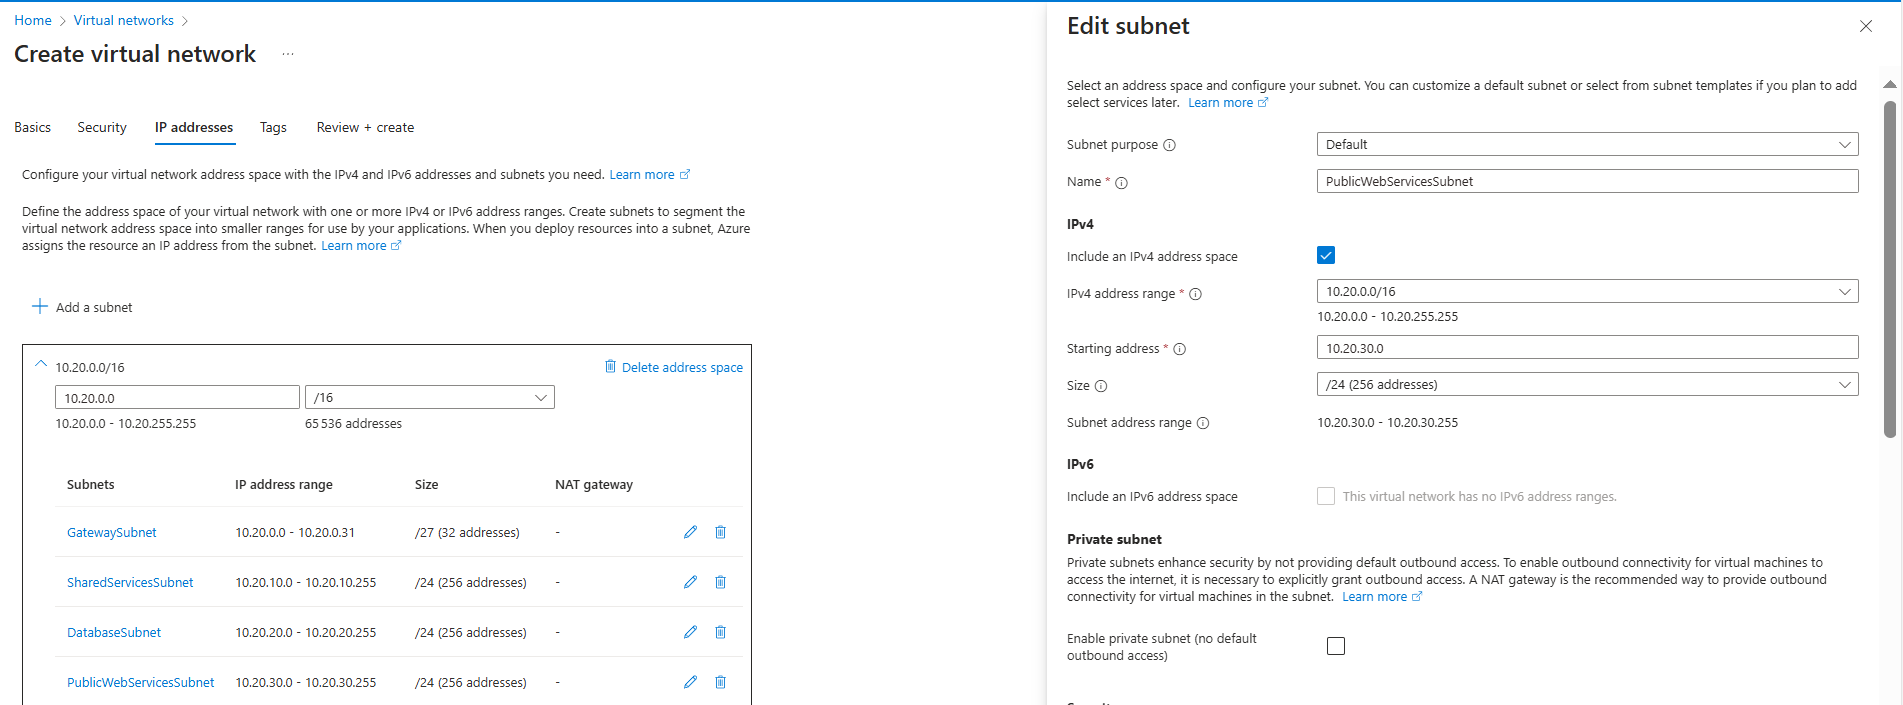 Home > Virtual networks >
Create virtual network ...
Basics Security IP addresses Tags Review + create
Configure your virtual network address space with the IPv4 and IPv6 addresses and subnets you need. Learn more
Define the address space of your virtual network with one or more IPv4 or IPv6 address ranges. Create subnets to segment the
virtual network address space into smaller ranges for use by your applications. When you deploy resources into a subnet, Azure
assigns the resource an IP address from the subnet. Learn more
+ Add a subnet
10.20.0.0/16 Delete address space
10.20.0.0 /16
10.20.0.0 - 10.20.255.255 65 536 addresses
Subnets IP address range Size NAT gateway
GatewaySubnet 10.20.0.0 - 10.20.0.31 /27 (32 addresses) -
SharedServicesSubnet 10.20.10.0 - 10.20.10.255 /24 (256 addresses) -
DatabaseSubnet 10.20.20.0 - 10.20.20.255 /24 (256 addresses) -
PublicWebServicesSubnet 10.20.30.0 - 10.20.30.255 /24 (256 addresses) -
Edit subnet
Select an address space and configure your subnet. You can customize a default subnet or select from subnet templates if you plan to add
select services later. Learn more
Subnet purpose Default
Name * PublicWebServicesSubnet
IPv4
Include an IPv4 address space
IPv4 address range * 10.20.0.0/16
10.20.0.0 - 10.20.255.255
Starting address * 10.20.30.0
Size /24 (256 addresses)
Subnet address range 10.20.30.0 - 10.20.30.255
IPv6
Include an IPv6 address space This virtual network has no IPv6 address ranges.
Private subnet
Private subnets enhance security by not providing default outbound access. To enable outbound connectivity for virtual machines to
access the internet, it is necessary to explicitly grant outbound access. A NAT gateway is the recommended way to provide outbound
connectivity for virtual machines in the subnet. Learn more
Enable private subnet (no default
outbound access)